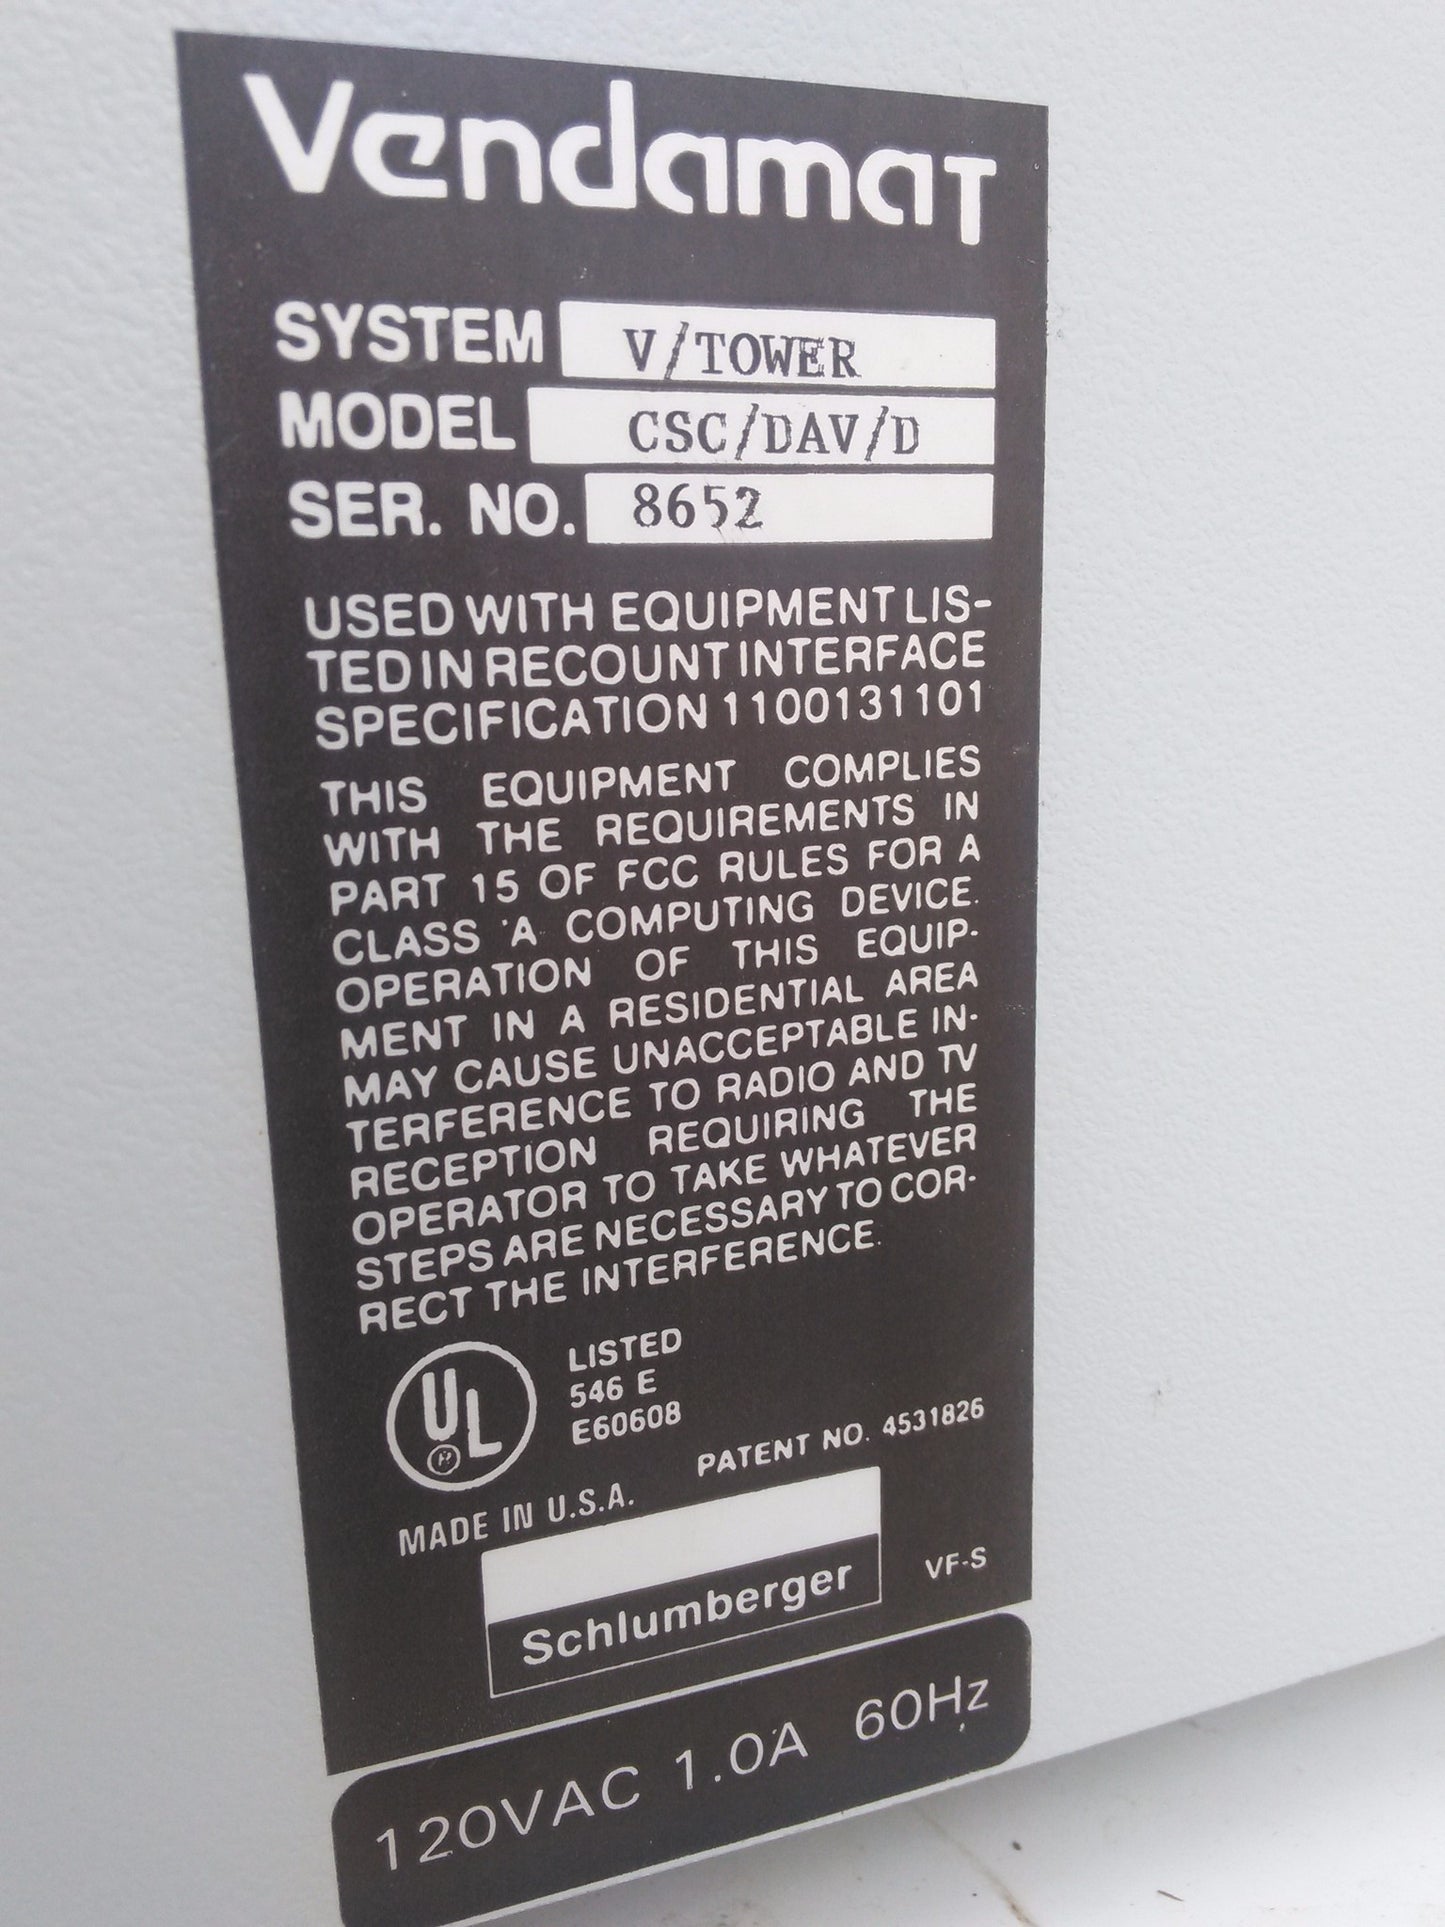 Vendamat
SYSTEM V/TOWER
MODEL CSC/DAV/D
SER. NO. 8652
USED WITH EQUIPMENT LIS-
TED IN RECOUNT INTERFACE
SPECIFICATION 1100131101
THIS EQUIPMENT COMPLIES
WITH THE REQUIREMENTS IN
PART 15 OF FCC RULES FOR A
CLASS 'A COMPUTING DEVICE.
OPERATION OF THIS EQUIP-
MENT IN A RESIDENTIAL AREA
MAY CAUSE UNACCEPTABLE IN-
TERFERENCE TO RADIO AND TV
RECEPTION REQUIRING THE
OPERATOR TO TAKE WHATEVER
STEPS ARE NECESSARY TO COR-
RECT THE INTERFERENCE.
UL ®
LISTED
546 E
E60608
PATENT NO. 4531826
MADE IN U.S.A.
Schlumberger
VF-S
120VAC 1.0A 60Hz